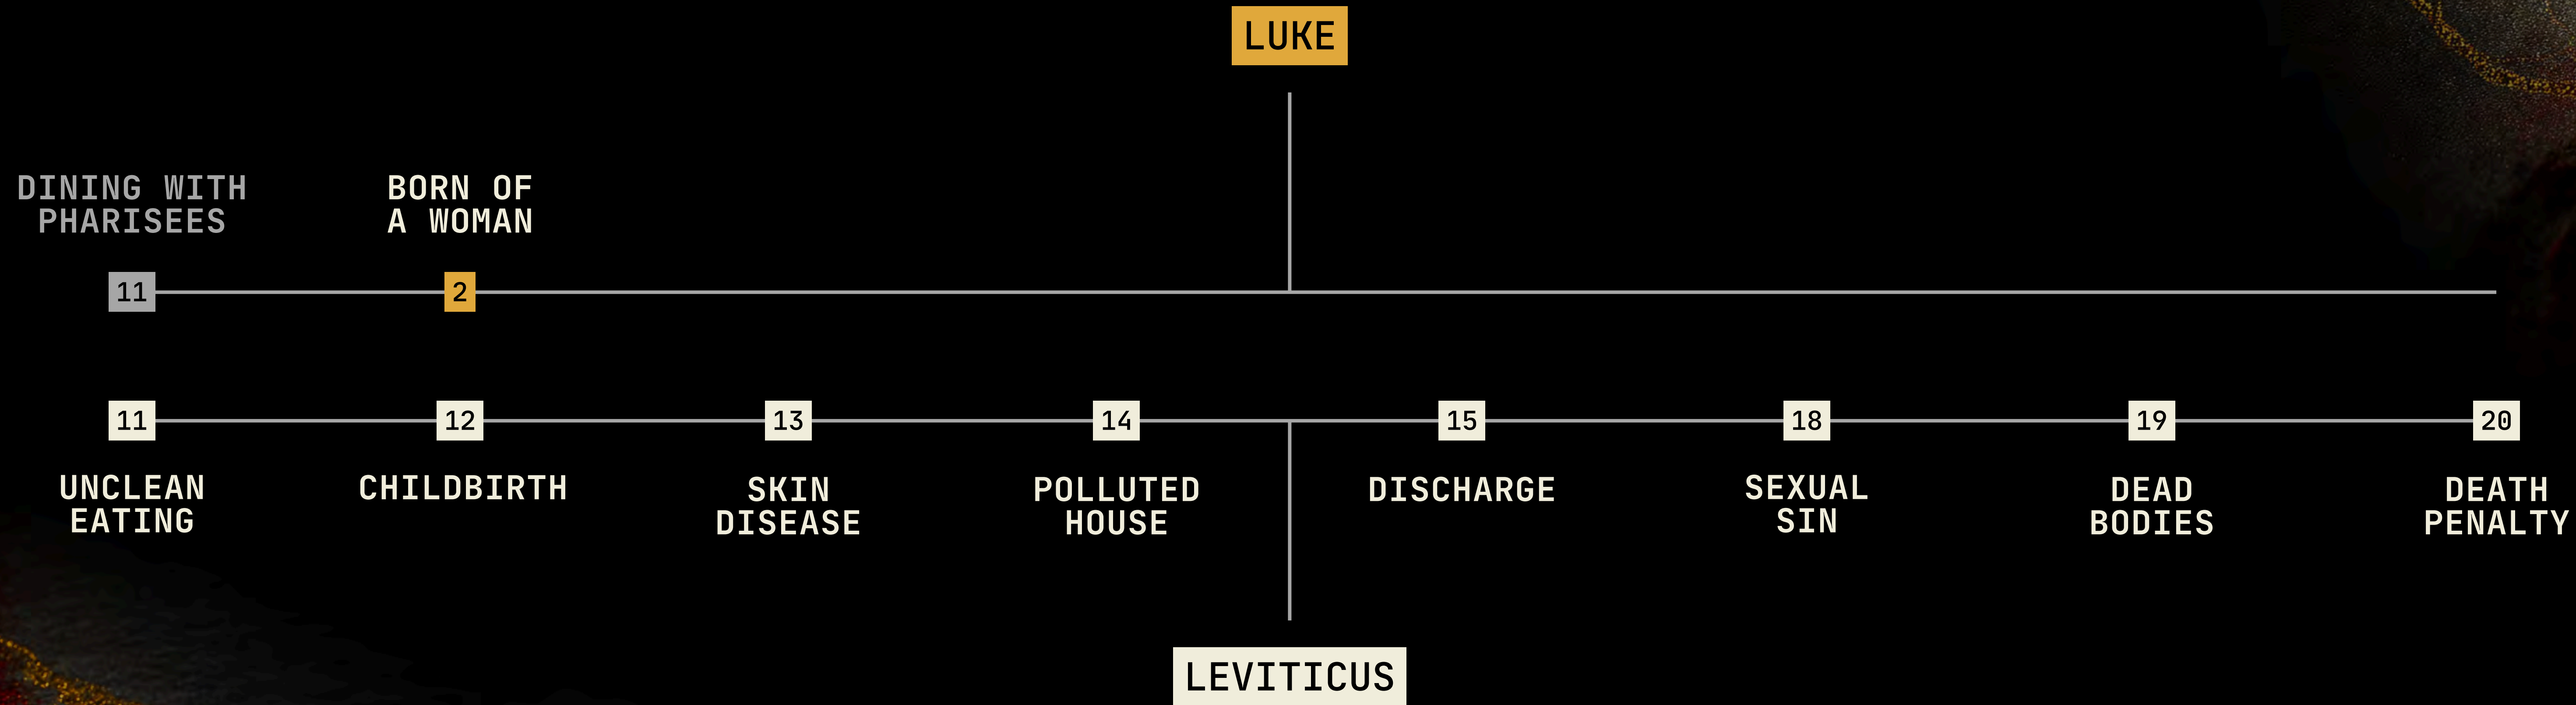 LUKE
DINING WITH
PHARISEES
BORN OF
A WOMAN
11
2
11
12
13
14
15
18
19
20
UNCLEAN
EATING
CHILDBIRTH
SKIN
DISEASE
POLLUTED
HOUSE
DISCHARGE
SEXUAL
SIN
DEAD
BODIES
DEATH
PENALTY
LEVITICUS